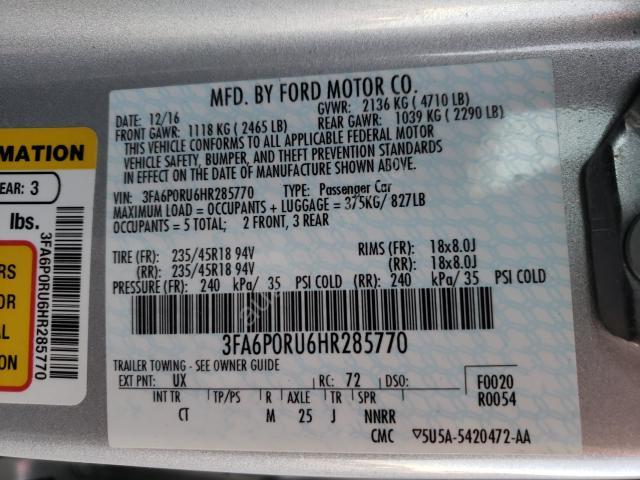 MFD. BY FORD MOTOR CO.
DATE: 12/16 GVWR: 2136 KG ( 4710 LB)
FRONT GAWR: 1118 KG ( 2465 LB) REAR GAWR: 1039 KG ( 2290 LB)
THIS VEHICLE CONFORMS TO ALL APPLICABLE FEDERAL MOTOR
VEHICLE SAFETY, BUMPER, AND THEFT PREVENTION STANDARDS
IN EFFECT ON THE DATE OF MANUFACTURE SHOWN ABOVE.
VIN: 3FA6P0RU6HR285770 TYPE: Passenger Car
MAXIMUM LOAD = OCCUPANTS + LUGGAGE = 375KG/ 827LB
OCCUPANTS = 5 TOTAL; 2 FRONT, 3 REAR
TIRE (FR): 235/45R18 94V RIMS (FR): 18x8.0J
(RR): 235/45R18 94V (RR): 18x8.0J
PRESSURE (FR): 240 kPa/ 35 PSI COLD (RR): 240 kPa/ 35 PSI COLD
3FA6P0RU6HR285770
TRAILER TOWING - SEE OWNER GUIDE
EXT PNT: UX RC: 72 DSO: F0020
R0054
INT TR TP/PS R AXLE TR SPR
CT M 25 J NNRR
CMC ▽5U5A-5420472-AA
RMATION
EAR: 3
lbs.
RS
OR
AL
ON
3FA6P0RU6HR285770